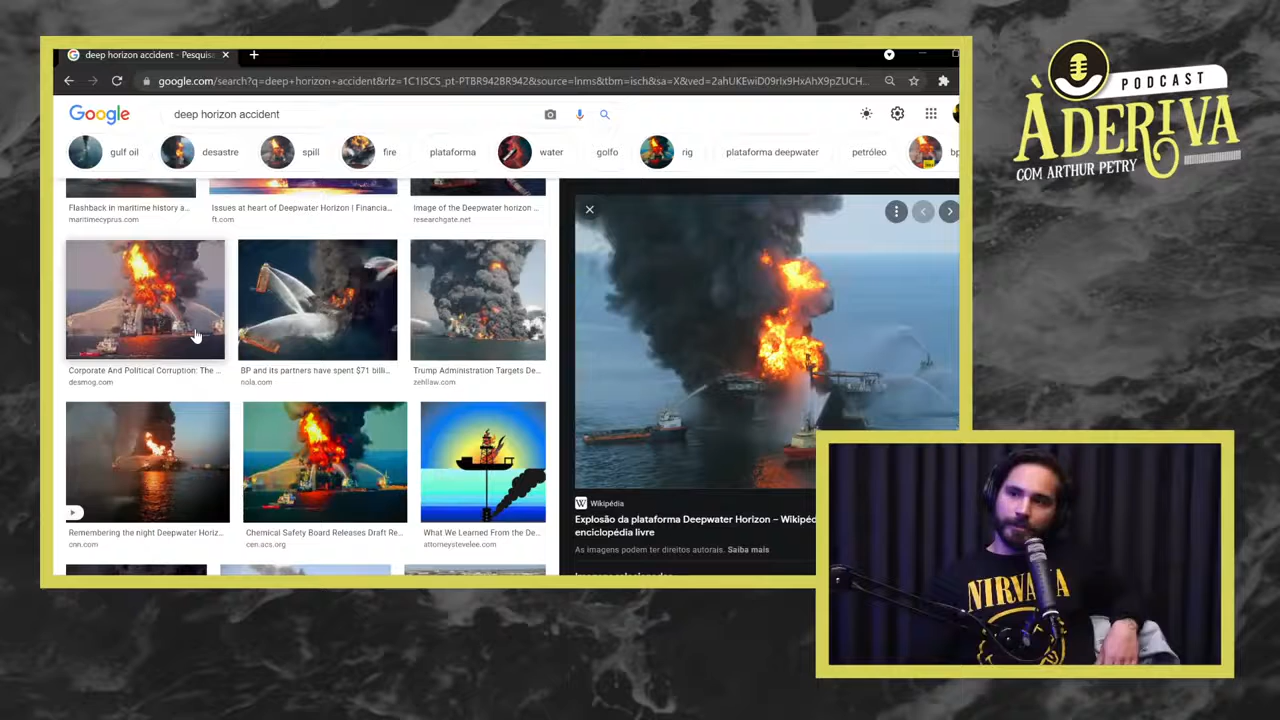 deep horizon accident - Pesquis
google.com/search?q=deep+horizon+accident&rlz=1C1ISCS_pt-PTBR942BR942&source=lnms&tbm=isch&sa=X&ved=2ahUKEwiD09rIx9HxAhX9pZUCH...
Google
deep horizon accident
gulf oil
desastre
spill
fire
plataforma
water
golfo
rig
plataforma deepwater
petróleo
bp
Flashback in maritime history a...
maritimecyprus.com
Issues at heart of Deepwater Horizon | Financia...
ft.com
Image of the Deepwater horizon ...
researchgate.net
Corporate And Political Corruption: The ...
desmog.com
BP and its partners have spent $71 billi...
nola.com
Trump Administration Targets De...
zehllaw.com
Remembering the night Deepwater Horiz...
cnn.com
Chemical Safety Board Releases Draft Re...
cen.acs.org
What We Learned From the De...
attorneystevelee.com
W Wikipédia
Explosão da plataforma Deepwater Horizon – Wikipéd
enciclopédia livre
As imagens podem ter direitos autorais. Saiba mais
PODCAST
À DERIVA
COM ARTHUR PETRY
NIRVANA